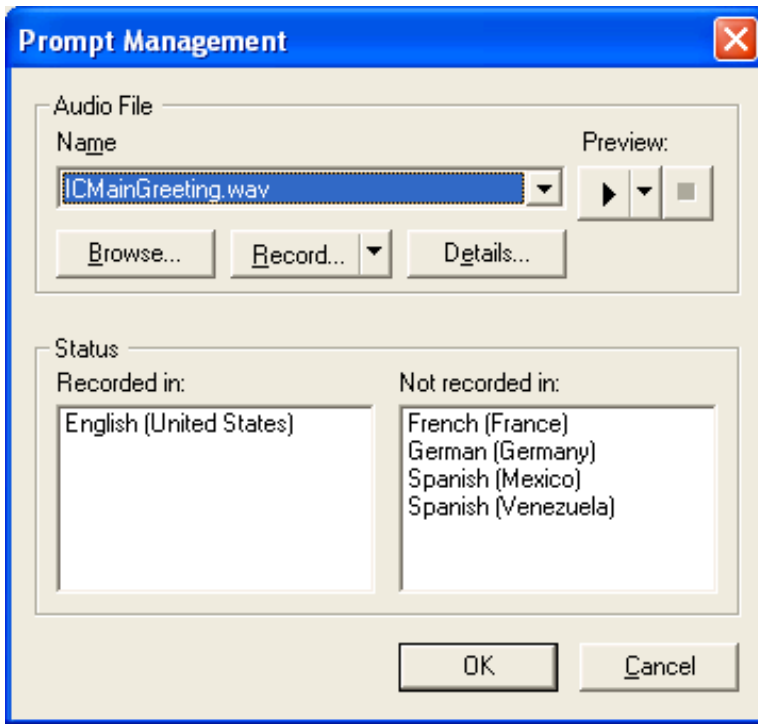 Prompt Management
Audio File
Name
Preview:
ICMainGreeting.wav
Browse...
Record...
Details...
Status
Recorded in:
Not recorded in:
English (United States)
French (France)
German (Germany)
Spanish (Mexico)
Spanish (Venezuela)
OK
Cancel